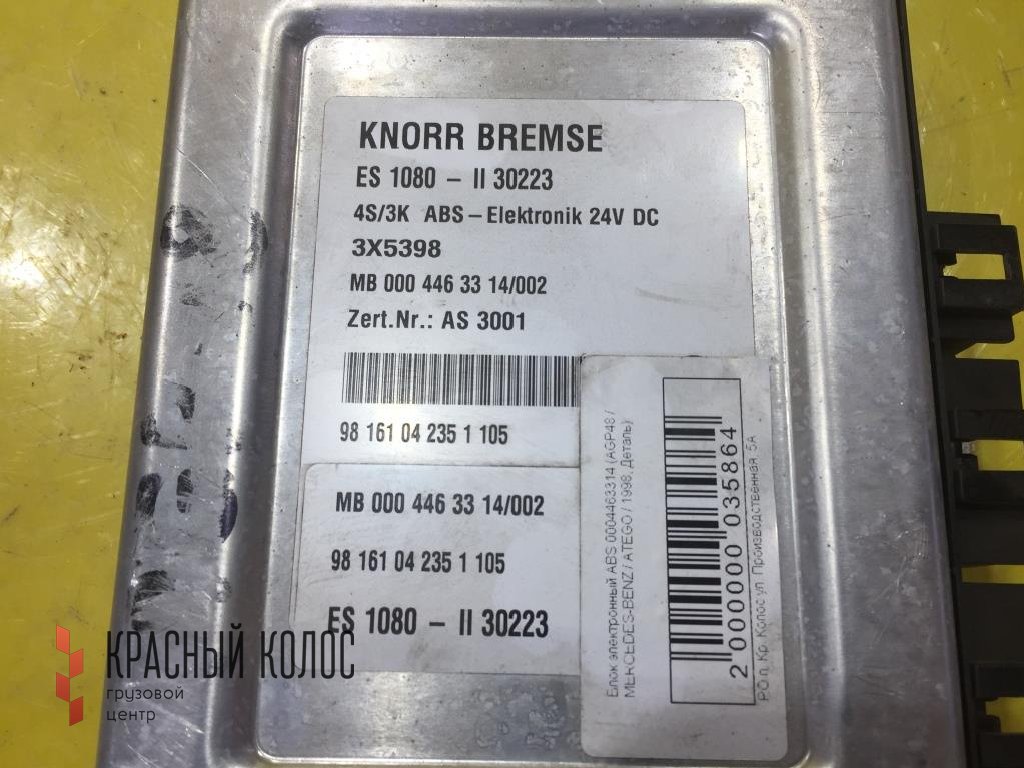 KNORR BREMSE
ES 1080 - II 30223
4S/3K ABS - Elektronik 24V DC
3X5398
MB 000 446 33 14/002
Zert.Nr.: AS 3001
98 161 04 235 1 105
MB 000 446 33 14/002
98 161 04 235 1 105
ES 1080 - II 30223
Блок электронный ABS 0004463314 (AGP48 /
MERCEDES-BENZ / ATEGO / 1998, Деталь)
2 000000 035864
РО п. Кр. Колос ул. Производственная, 5А
КРАСНЫЙ КОЛОС
грузовой
центр